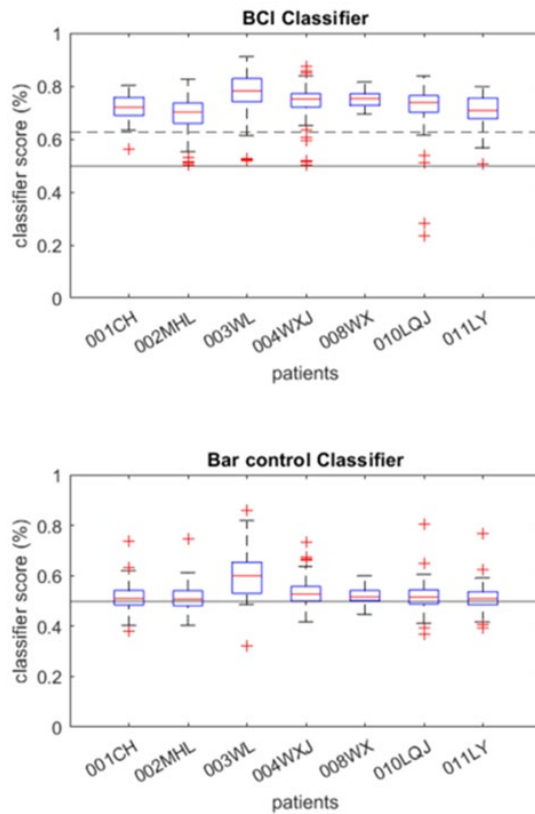 BCI Classifier
1
0.8
0.6
0.4
0.2
0
classifier score (%)
001CH
002MHL
003WL
004WXJ
008WX
010LQJ
011LY
patients
Bar control Classifier
1
0.8
0.6
0.4
0.2
0
classifier score (%)
001CH
002MHL
003WL
004WXJ
008WX
010LQJ
011LY
patients